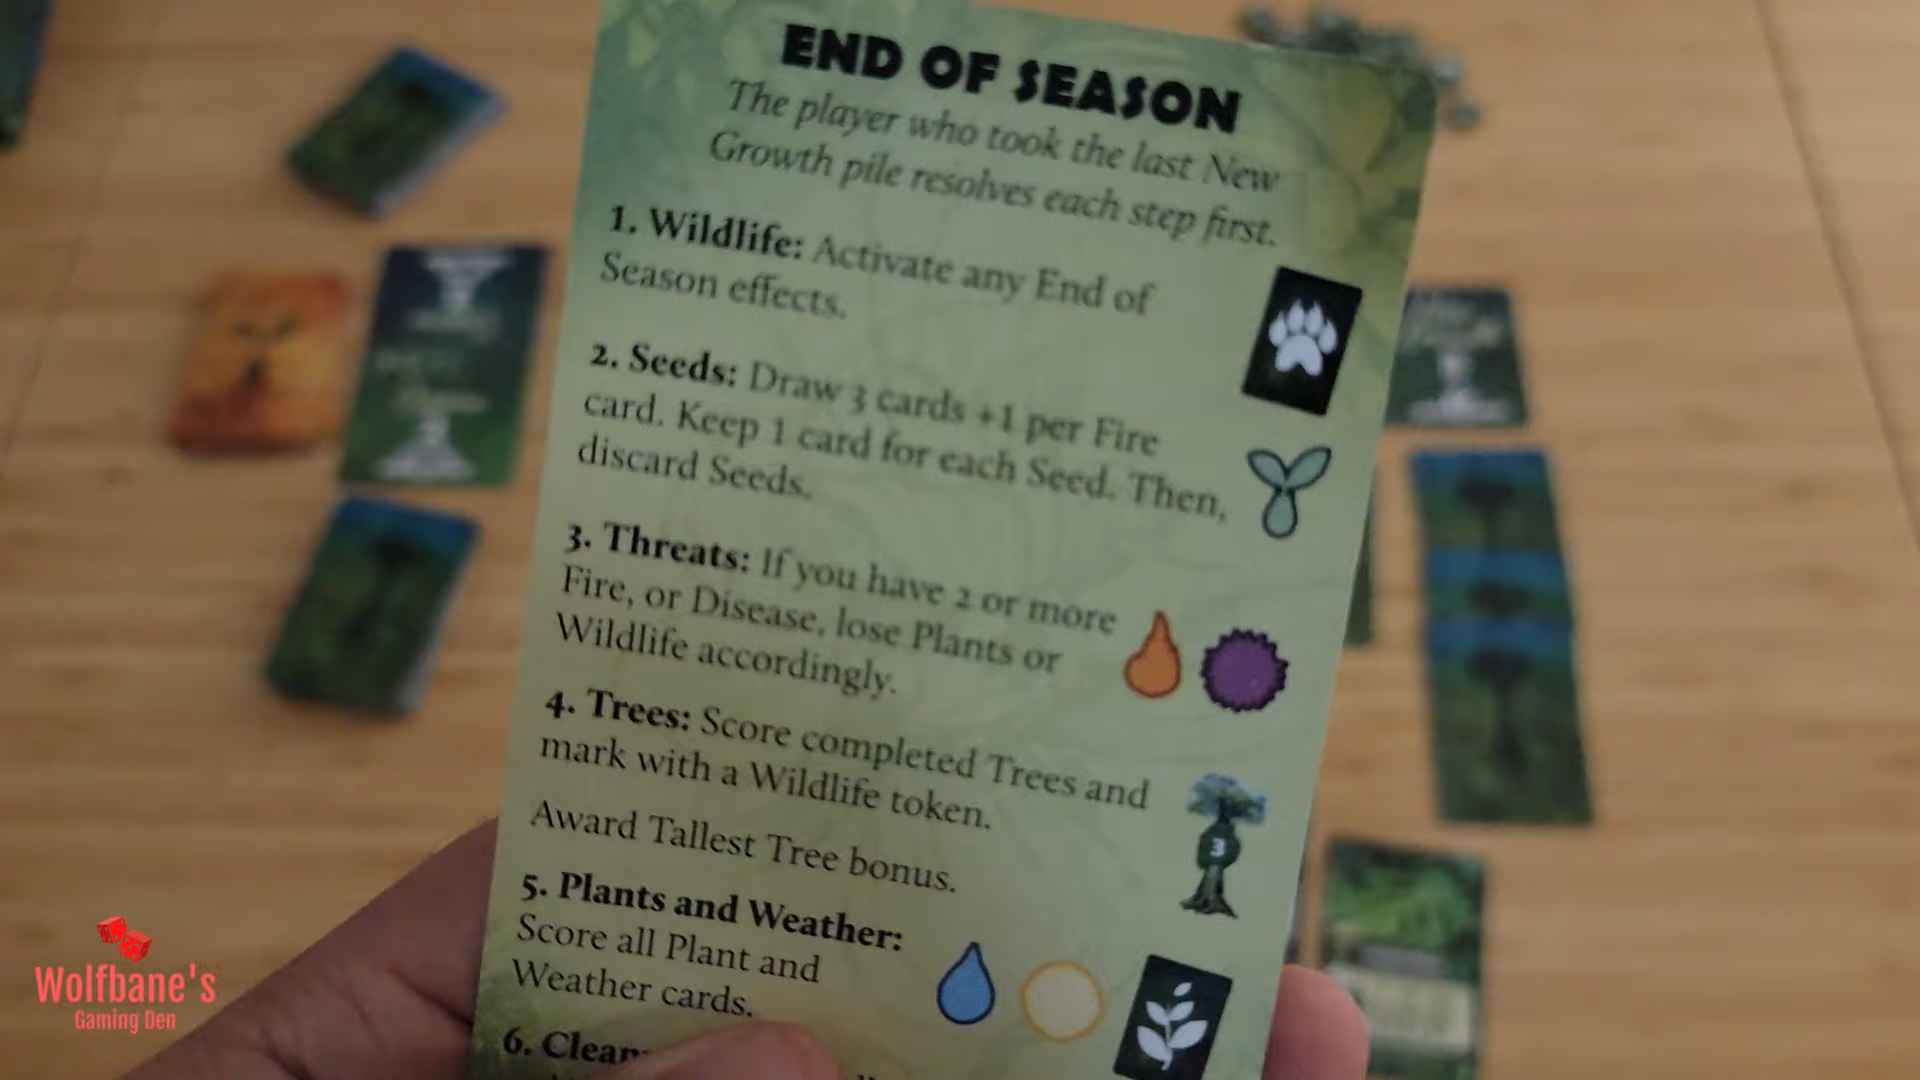 END OF SEASON
The player who took the last New
Growth pile resolves each step first.
1. Wildlife: Activate any End of
Season effects.
2. Seeds: Draw 3 cards +1 per Fire
card. Keep 1 card for each Seed. Then,
discard Seeds.
3. Threats: If you have 2 or more
Fire, or Disease, lose Plants or
Wildlife accordingly.
4. Trees: Score completed Trees and
mark with a Wildlife token.
3
Award Tallest Tree bonus.
5. Plants and Weather:
Score all Plant and
Weather cards.
6.
Wolfbane's
Gaming Den